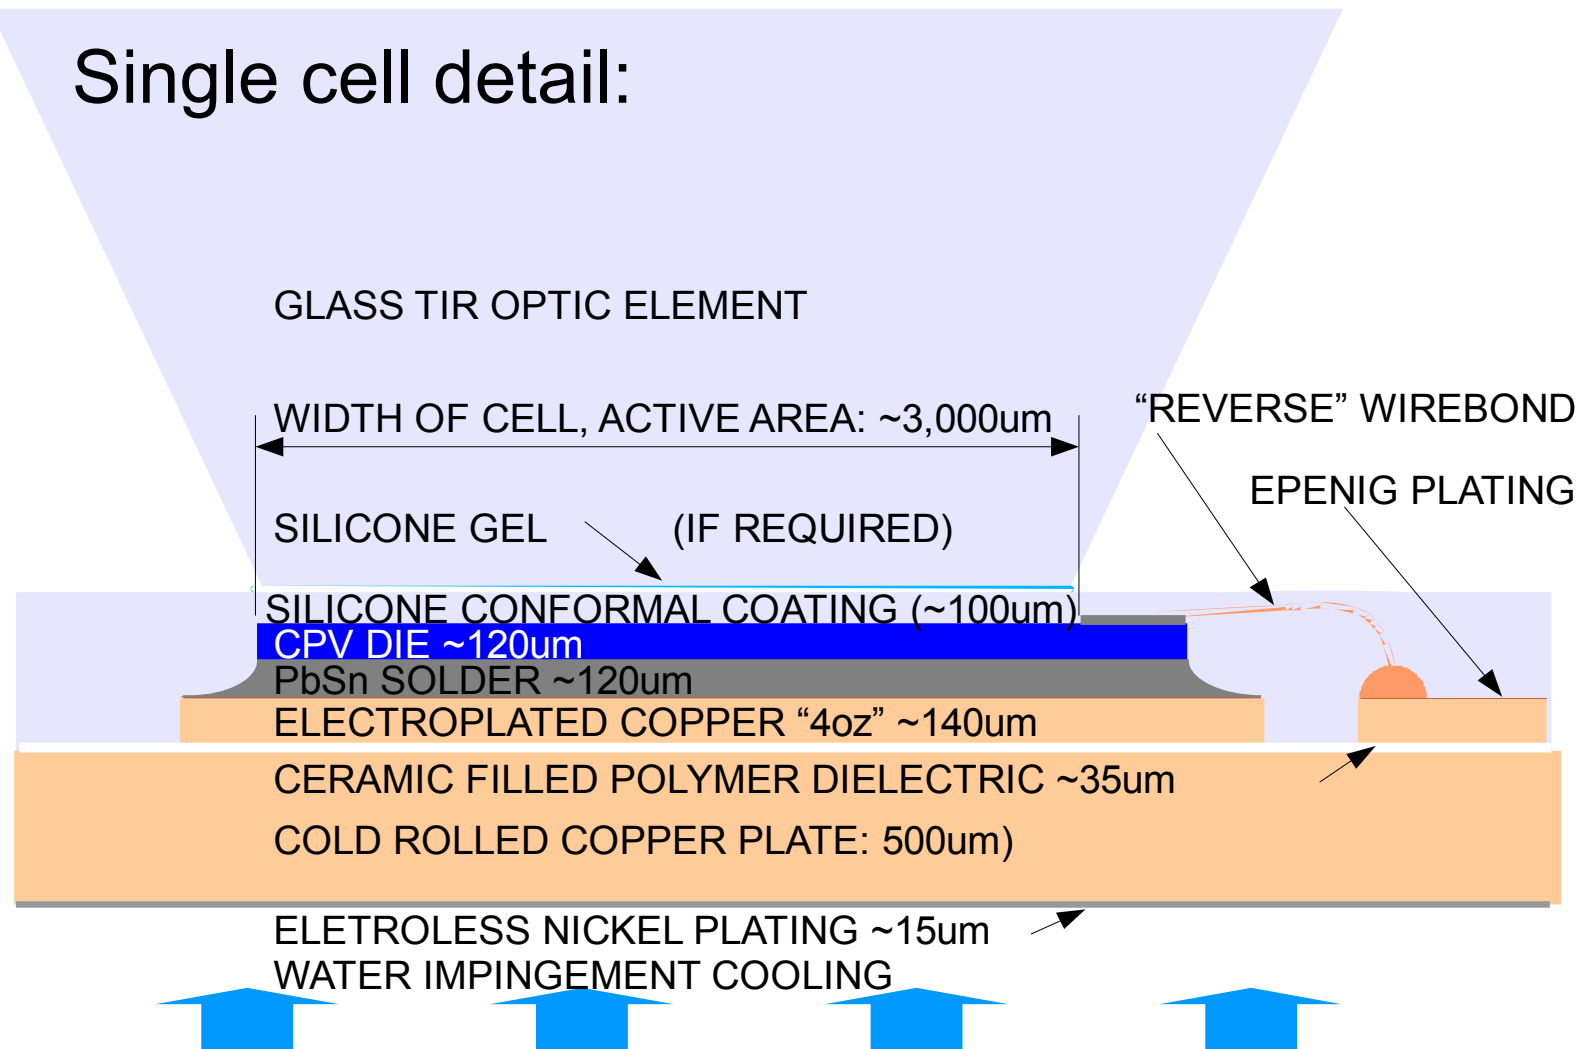 Single cell detail:
GLASS TIR OPTIC ELEMENT
WIDTH OF CELL, ACTIVE AREA: ~3,000um
“REVERSE” WIREBOND
EPENIG PLATING
SILICONE GEL (IF REQUIRED)
SILICONE CONFORMAL COATING (~100um)
CPV DIE ~120um
PbSn SOLDER ~120um
ELECTROPLATED COPPER “4oz” ~140um
CERAMIC FILLED POLYMER DIELECTRIC ~35um
COLD ROLLED COPPER PLATE: 500um)
ELETROLESS NICKEL PLATING ~15um
WATER IMPINGEMENT COOLING